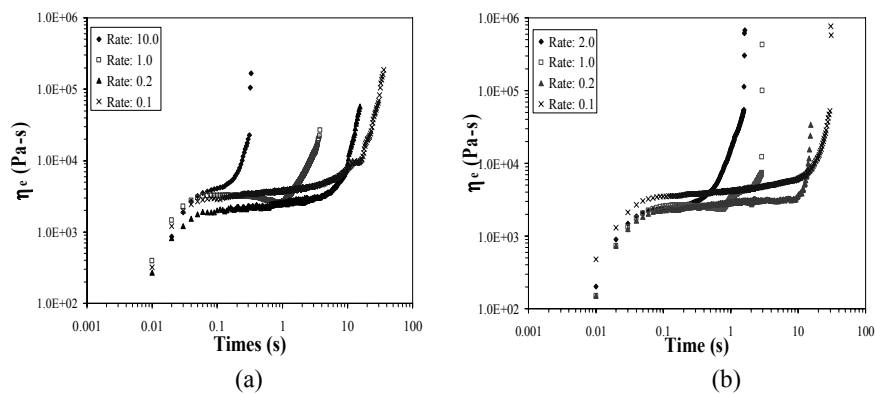 1.0E+06
1.0E+05
1.0E+04
1.0E+03
1.0E+02
ηe (Pa-s)
Rate: 10.0
Rate: 1.0
Rate: 0.2
Rate: 0.1
0.001 0.01 0.1 1 10 100
Times (s)
(a)
1.0E+06
1.0E+05
1.0E+04
1.0E+03
1.0E+02
ηe (Pa-s)
Rate: 2.0
Rate: 1.0
Rate: 0.2
Rate: 0.1
0.001 0.01 0.1 1 10 100
Time (s)
(b)